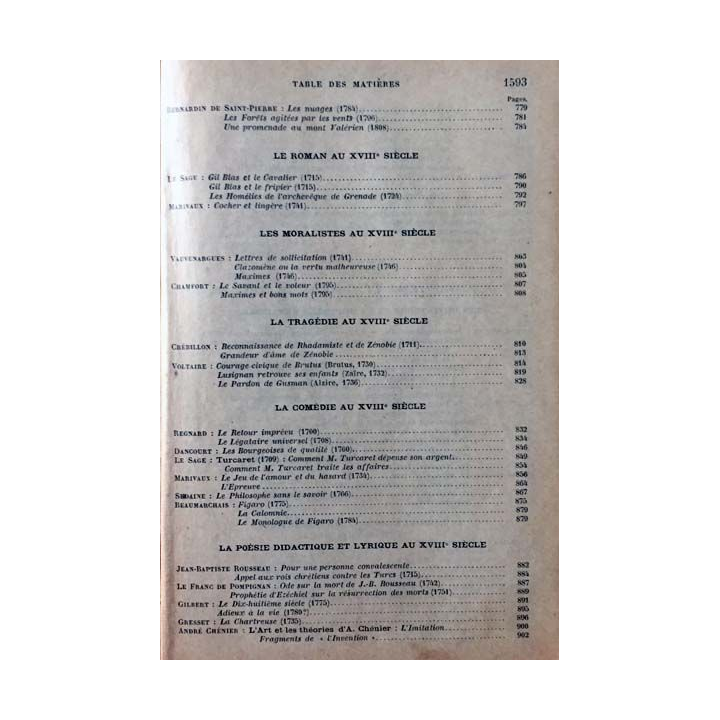 TABLE DES MATIÈRES 1593
Pages.
BERNARDIN DE SAINT-PIERRE : Les nuages (1784) 779
Les Forêts agitées par les vents (1796) 781
Une promenade au mont Valérien (1808) 784
LE ROMAN AU XVIIIe SIÈCLE
LE SAGE : Gil Blas et le Cavalier (1715) 786
Gil Blas et le fripier (1715) 790
Les Homélies de l'archevêque de Grenade (1724) 792
MARIVAUX : Cocher et lingère (1741) 797
LES MORALISTES AU XVIIIe SIÈCLE
VAUVENARGUES : Lettres de sollicitation (1741) 803
Clazomène ou la vertu malheureuse (1746) 804
Maximes (1746) 805
CHAMFORT : Le Savant et le voleur (1795) 807
Maximes et bons mots (1795) 808
LA TRAGÉDIE AU XVIIIe SIÈCLE
CRÉBILLON : Reconnaissance de Rhadamiste et de Zénobie (1711) 810
Grandeur d'âme de Zénobie 813
VOLTAIRE : Courage civique de Brutus (Brutus, 1730) 814
Lusignan retrouve ses enfants (Zaïre, 1732) 819
Le Pardon de Gusman (Alzire, 1736) 828
LA COMÉDIE AU XVIIIe SIÈCLE
REGNARD : Le Retour imprévu (1700) 832
Le Légataire universel (1708) 834
DANCOURT : Les Bourgeoises de qualité (1700) 846
LE SAGE : Turcaret (1709) : Comment M. Turcaret dépense son argent 849
Comment M. Turcaret traite les affaires 854
MARIVAUX : Le Jeu de l'amour et du hasard (1734) 856
L'Epreuve 864
SEDAINE : Le Philosophe sans le savoir (1766) 867
BEAUMARCHAIS : Figaro (1775) 875
La Calomnie 879
Le Monologue de Figaro (1784) 879
LA POÉSIE DIDACTIQUE ET LYRIQUE AU XVIIIe SIÈCLE
JEAN-BAPTISTE ROUSSEAU : Pour une personne convalescente 882
Appel aux rois chrétiens contre les Turcs (1715) 884
LE FRANC DE POMPIGNAN : Ode sur la mort de J.-B. Rousseau (1742) 887
Prophétie d'Ezéchiel sur la résurrection des morts (1751) 889
GILBERT : Le Dix-huitième siècle (1775) 891
Adieux à la vie (1780?) 895
GRESSET : La Chartreuse (1735) 896
ANDRÉ CHÉNIER : L'Art et les théories d'A. Chénier : L'Imitation 900
Fragments de « l'Invention » 902